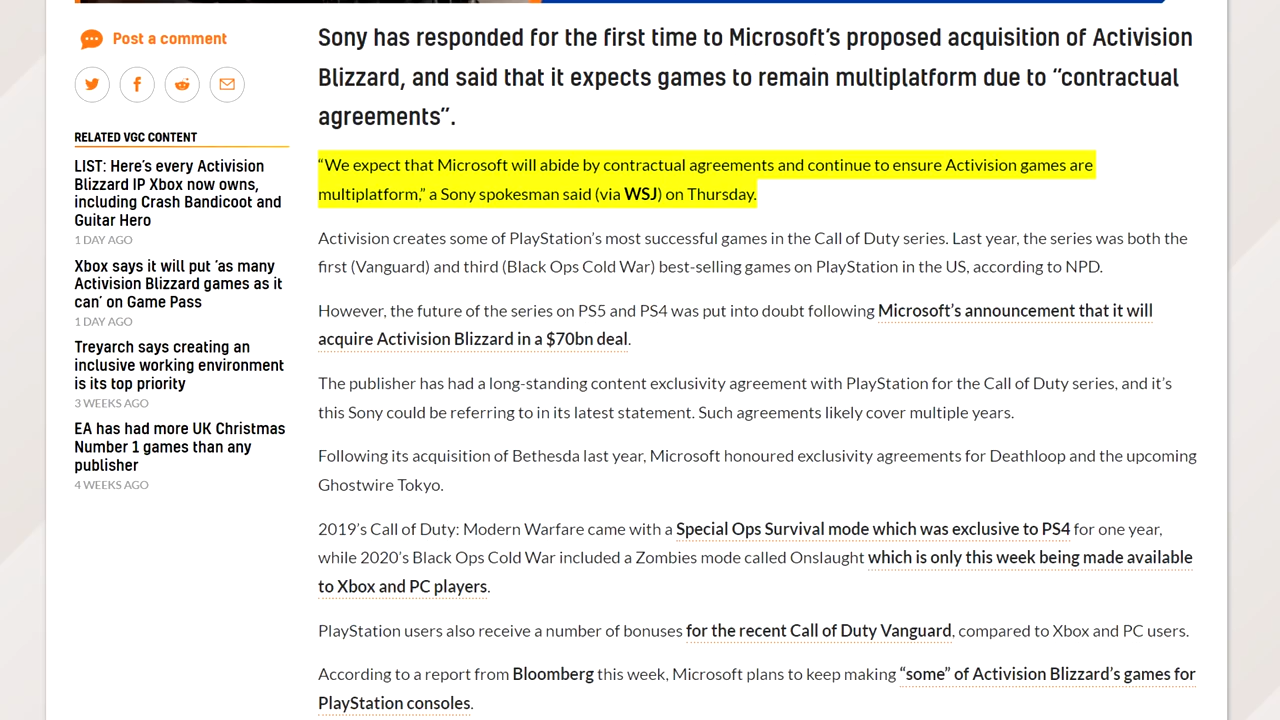 Post a comment
RELATED VGC CONTENT
LIST: Here’s every Activision
Blizzard IP Xbox now owns,
including Crash Bandicoot and
Guitar Hero
1 DAY AGO
Xbox says it will put ‘as many
Activision Blizzard games as it
can’ on Game Pass
1 DAY AGO
Treyarch says creating an
inclusive working environment
is its top priority
3 WEEKS AGO
EA has had more UK Christmas
Number 1 games than any
publisher
4 WEEKS AGO
Sony has responded for the first time to Microsoft’s proposed acquisition of Activision
Blizzard, and said that it expects games to remain multiplatform due to “contractual
agreements”.
“We expect that Microsoft will abide by contractual agreements and continue to ensure Activision games are
multiplatform,” a Sony spokesman said (via WSJ) on Thursday.
Activision creates some of PlayStation’s most successful games in the Call of Duty series. Last year, the series was both the
first (Vanguard) and third (Black Ops Cold War) best-selling games on PlayStation in the US, according to NPD.
However, the future of the series on PS5 and PS4 was put into doubt following Microsoft’s announcement that it will
acquire Activision Blizzard in a $70bn deal.
The publisher has had a long-standing content exclusivity agreement with PlayStation for the Call of Duty series, and it’s
this Sony could be referring to in its latest statement. Such agreements likely cover multiple years.
Following its acquisition of Bethesda last year, Microsoft honoured exclusivity agreements for Deathloop and the upcoming
Ghostwire Tokyo.
2019’s Call of Duty: Modern Warfare came with a Special Ops Survival mode which was exclusive to PS4 for one year,
while 2020’s Black Ops Cold War included a Zombies mode called Onslaught which is only this week being made available
to Xbox and PC players.
PlayStation users also receive a number of bonuses for the recent Call of Duty Vanguard, compared to Xbox and PC users.
According to a report from Bloomberg this week, Microsoft plans to keep making “some” of Activision Blizzard’s games for
PlayStation consoles.